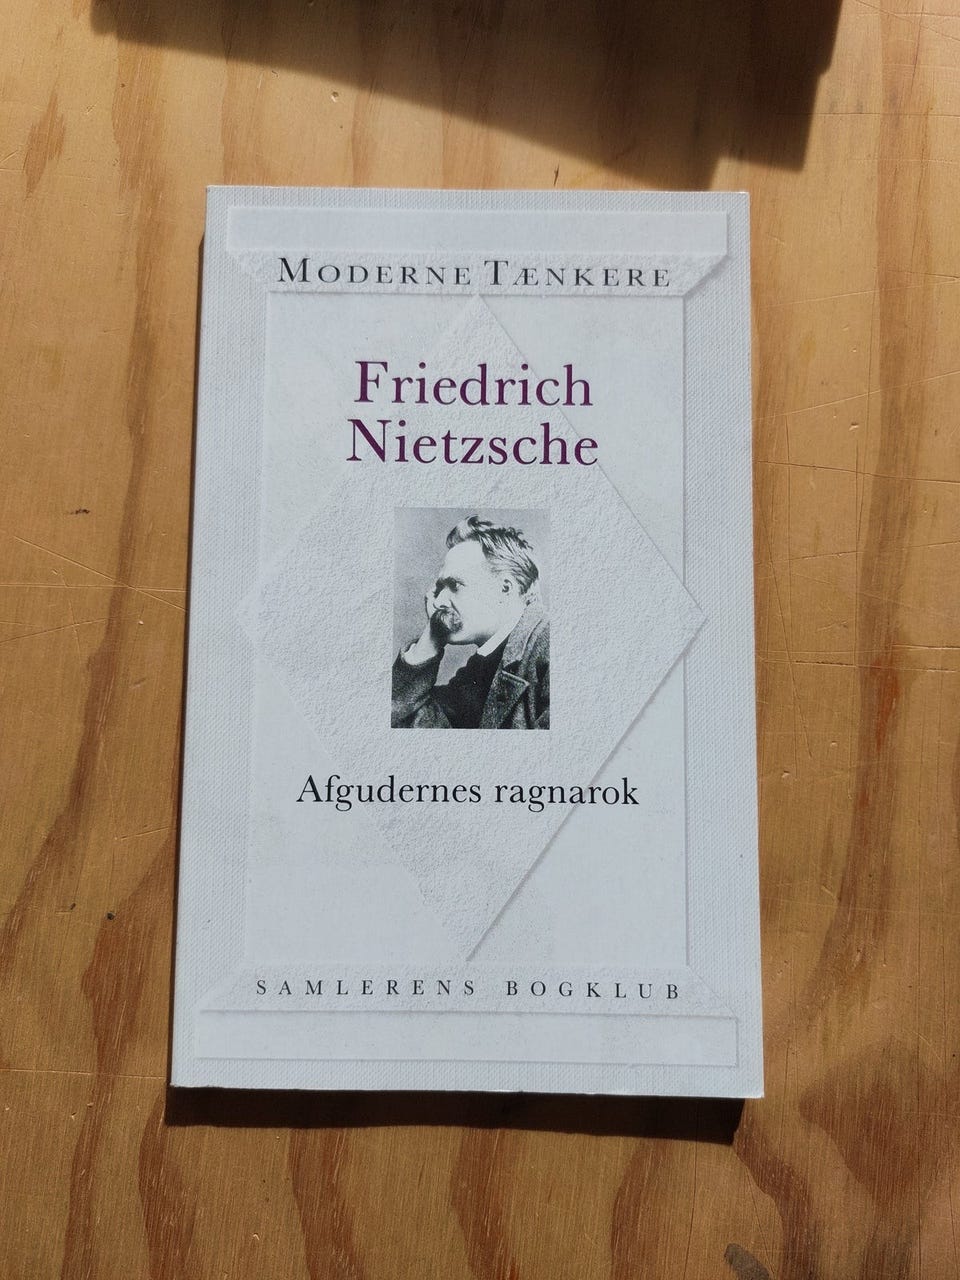 MODERNE TÆNKERE
Friedrich
Nietzsche
Afgudernes ragnarok
SAMLERENS BOGKLUB